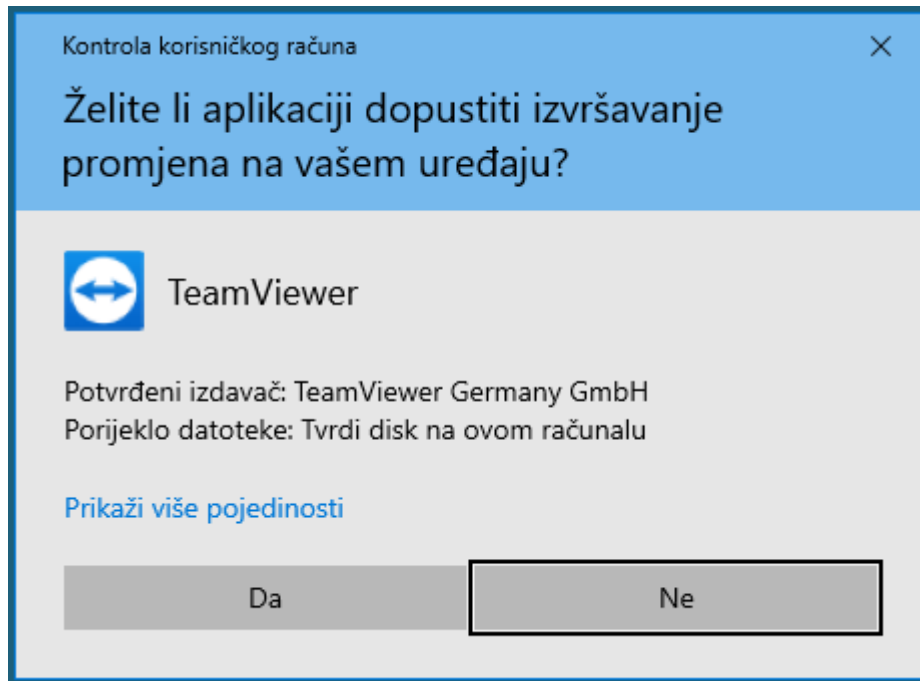 Kontrola korisničkog računa
Želite li aplikaciji dopustiti izvršavanje
promjena na vašem uređaju?
TeamViewer
Potvrđeni izdavač: TeamViewer Germany GmbH
Porijeklo datoteke: Tvrdi disk na ovom računalu
Prikaži više pojedinosti
Da
Ne